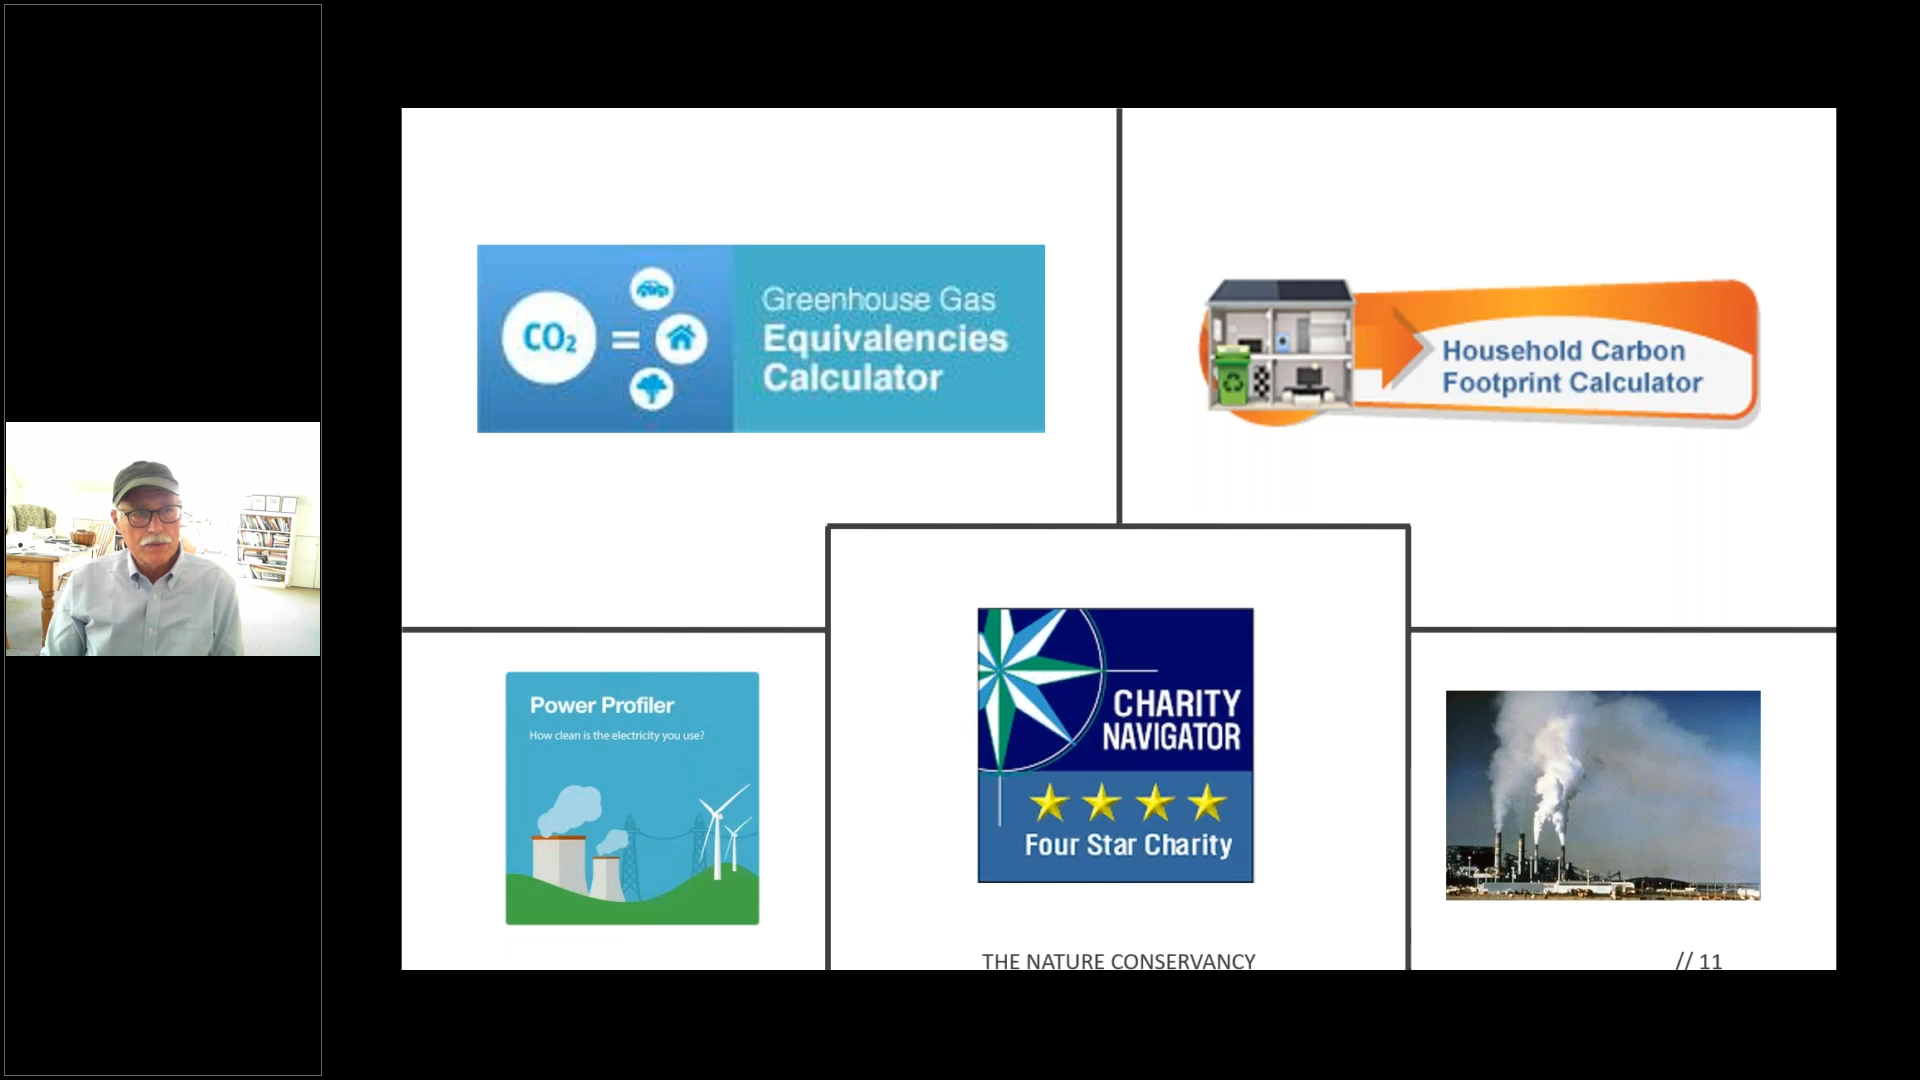 CO₂
=
Greenhouse Gas
Equivalencies
Calculator
Household Carbon
Footprint Calculator
Power Profiler
How clean is the electricity you use?
CHARITY
NAVIGATOR
Four Star Charity
THE NATURE CONSERVANCY
// 11